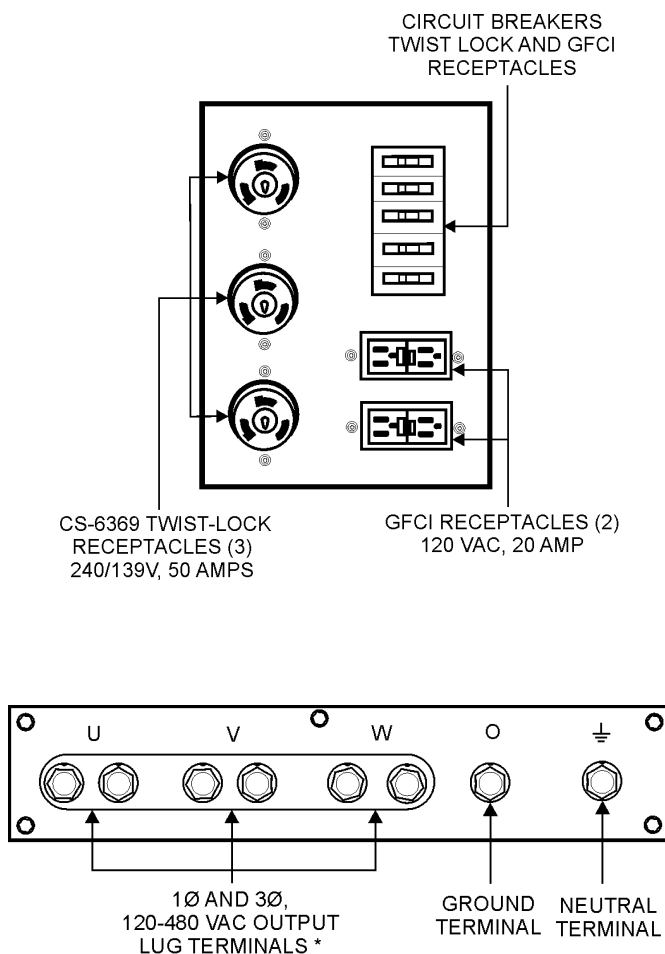 CIRCUIT BREAKERS
TWIST LOCK AND GFCI
RECEPTACLES
CS-6369 TWIST-LOCK
RECEPTACLES (3)
240/139V, 50 AMPS
GFCI RECEPTACLES (2)
120 VAC, 20 AMP
U V W O ⏚
1Ø AND 3Ø,
120-480 VAC OUTPUT
LUG TERMINALS *
GROUND
TERMINAL
NEUTRAL
TERMINAL